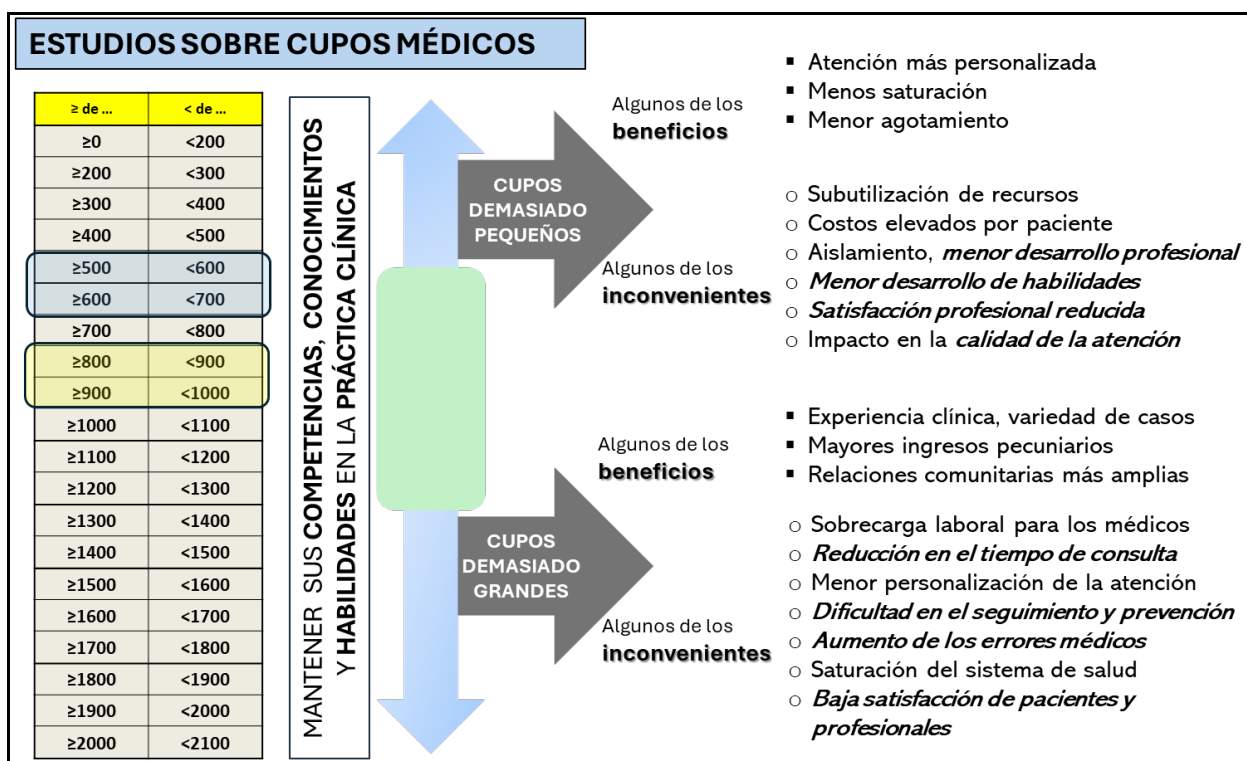 ESTUDIOS SOBRE CUPOS MÉDICOS
≥ de ... < de ...
≥0 <200
≥200 <300
≥300 <400
≥400 <500
≥500 <600
≥600 <700
≥700 <800
≥800 <900
≥900 <1000
≥1000 <1100
≥1100 <1200
≥1200 <1300
≥1300 <1400
≥1400 <1500
≥1500 <1600
≥1600 <1700
≥1700 <1800
≥1800 <1900
≥1900 <2000
≥2000 <2100
MANTENER SUS COMPETENCIAS, CONOCIMIENTOS
Y HABILIDADES EN LA PRÁCTICA CLÍNICA
CUPOS
DEMASIADO
PEQUEÑOS
Algunos de los
beneficios
▪ Atención más personalizada
▪ Menos saturación
▪ Menor agotamiento
Algunos de los
inconvenientes
○ Subutilización de recursos
○ Costos elevados por paciente
○ Aislamiento, menor desarrollo profesional
○ Menor desarrollo de habilidades
○ Satisfacción profesional reducida
○ Impacto en la calidad de la atención
CUPOS
DEMASIADO
GRANDES
Algunos de los
beneficios
▪ Experiencia clínica, variedad de casos
▪ Mayores ingresos pecuniarios
▪ Relaciones comunitarias más amplias
Algunos de los
inconvenientes
○ Sobrecarga laboral para los médicos
○ Reducción en el tiempo de consulta
○ Menor personalización de la atención
○ Dificultad en el seguimiento y prevención
○ Aumento de los errores médicos
○ Saturación del sistema de salud
○ Baja satisfacción de pacientes y
profesionales